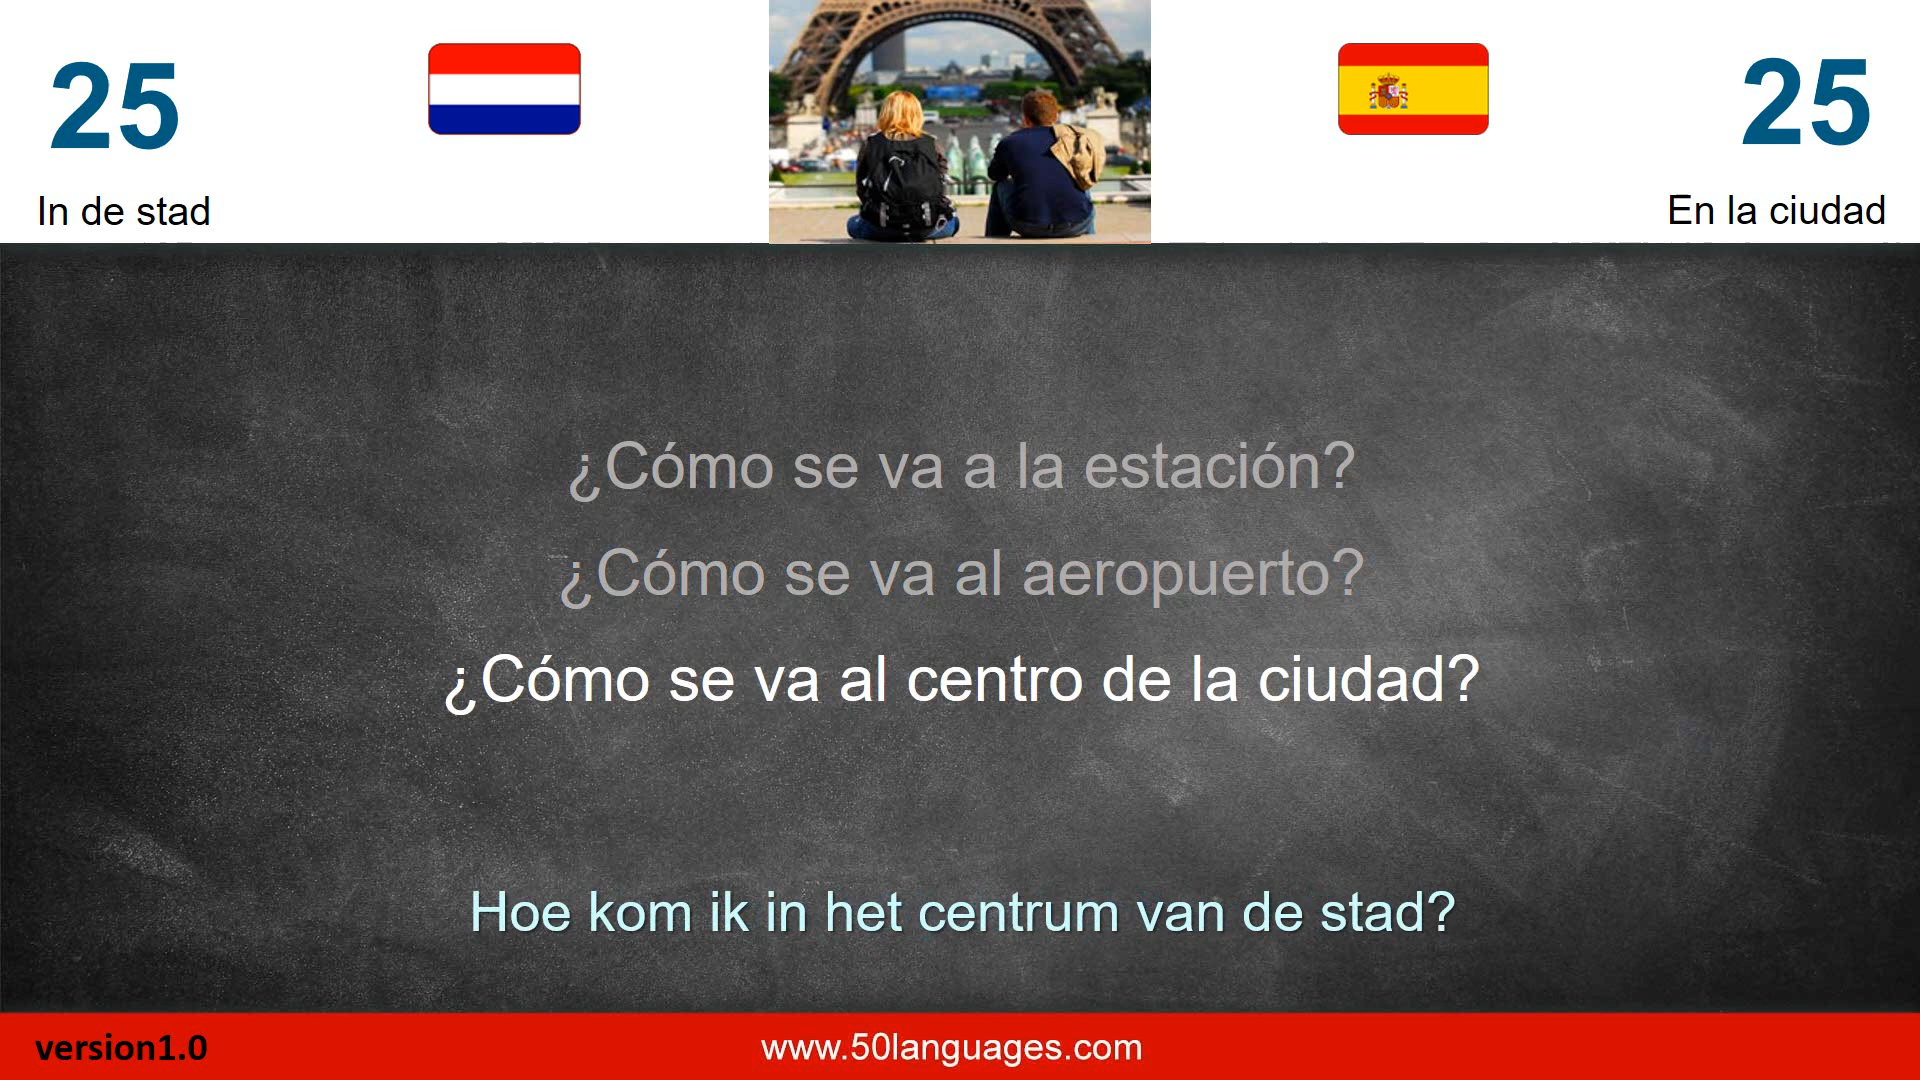 25
25
In de stad
En la ciudad
¿Cómo se va a la estación?
¿Cómo se va al aeropuerto?
¿Cómo se va al centro de la ciudad?
Hoe kom ik in het centrum van de stad?
version1.0
www.50languages.com